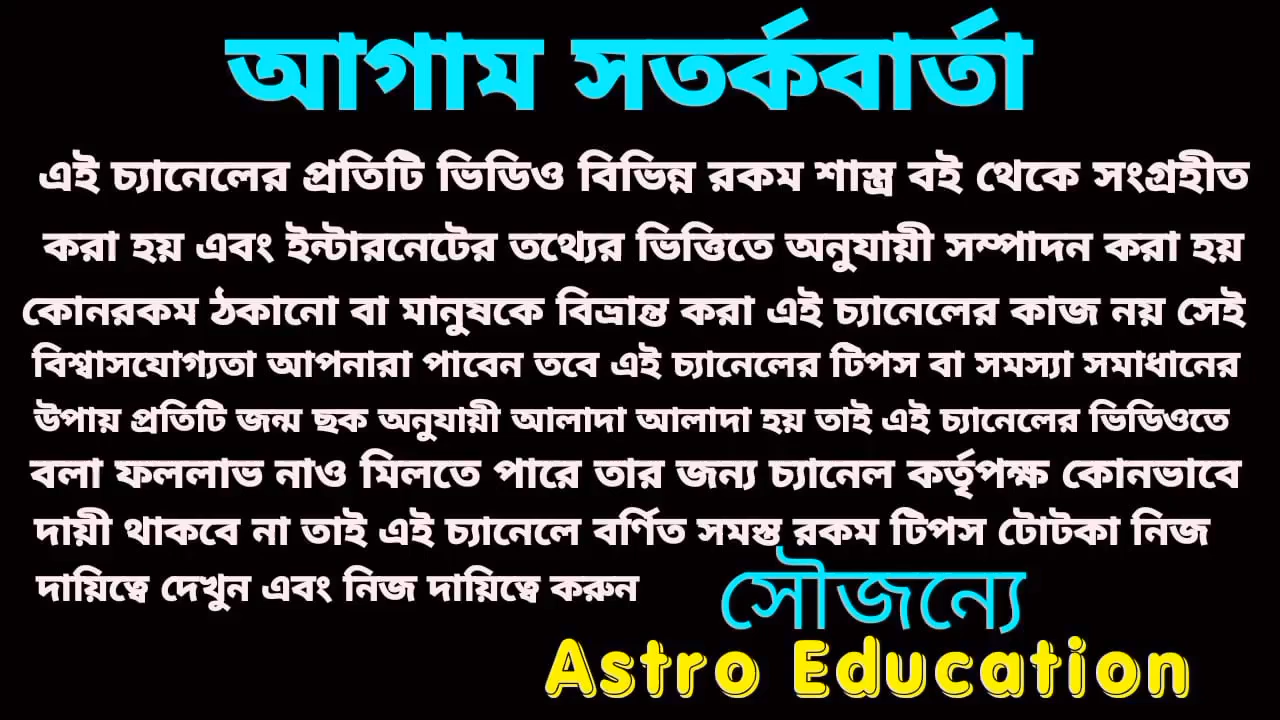 আগাম সতর্কবার্তা
এই চ্যানেলের প্রতিটি ভিডিও বিভিন্ন রকম শাস্ত্র বই থেকে সংগ্রহীত
করা হয় এবং ইন্টারনেটের তথ্যের ভিত্তিতে অনুযায়ী সম্পাদন করা হয়
কোনরকম ঠকানো বা মানুষকে বিভ্রান্ত করা এই চ্যানেলের কাজ নয় সেই
বিশ্বাসযোগ্যতা আপনারা পাবেন তবে এই চ্যানেলের টিপস বা সমস্যা সমাধানের
উপায় প্রতিটি জন্ম ছক অনুযায়ী আলাদা আলাদা হয় তাই এই চ্যানেলের ভিডিওতে
বলা ফললাভ নাও মিলতে পারে তার জন্য চ্যানেল কর্তৃপক্ষ কোনভাবে
দায়ী থাকবে না তাই এই চ্যানেলে বর্ণিত সমস্ত রকম টিপস টোটকা নিজ
দায়িত্বে দেখুন এবং নিজ দায়িত্বে করুন
সৌজন্যে
Astro Education